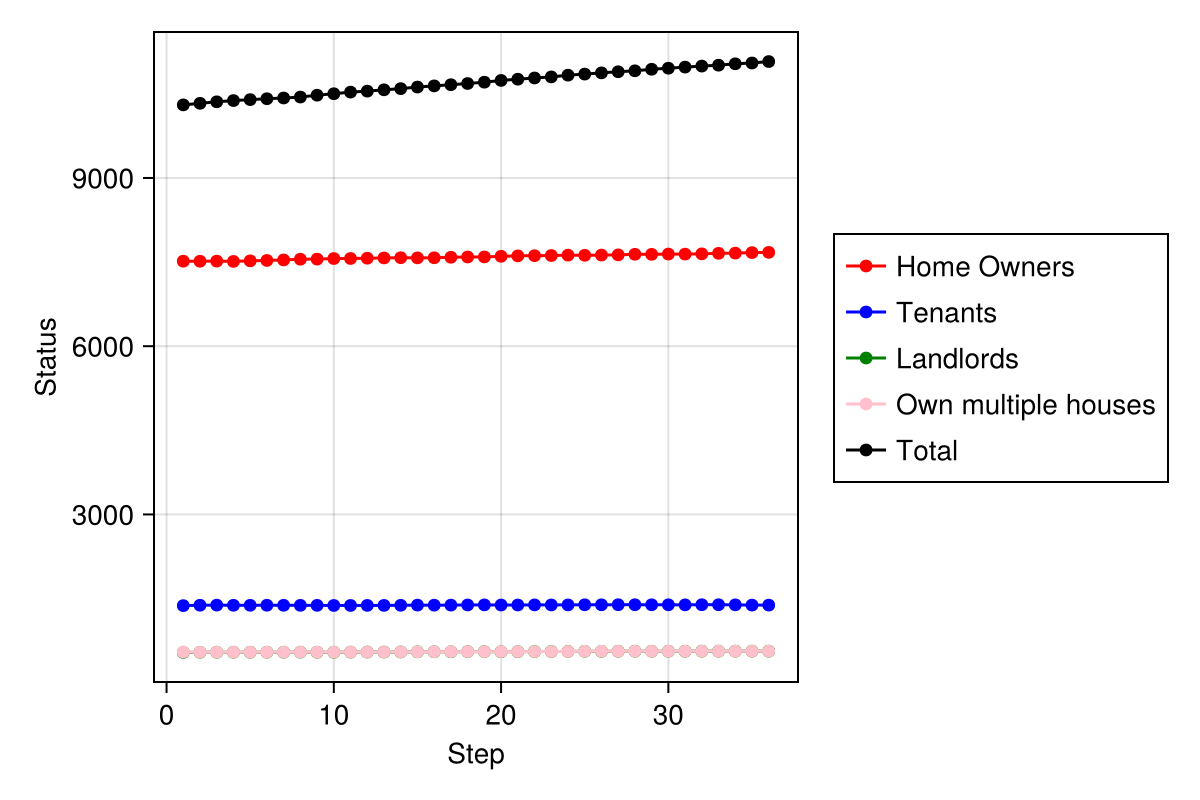 9000
6000
3000
Status
0 10 20 30
Step
Home Owners
Tenants
Landlords
Own multiple houses
Total